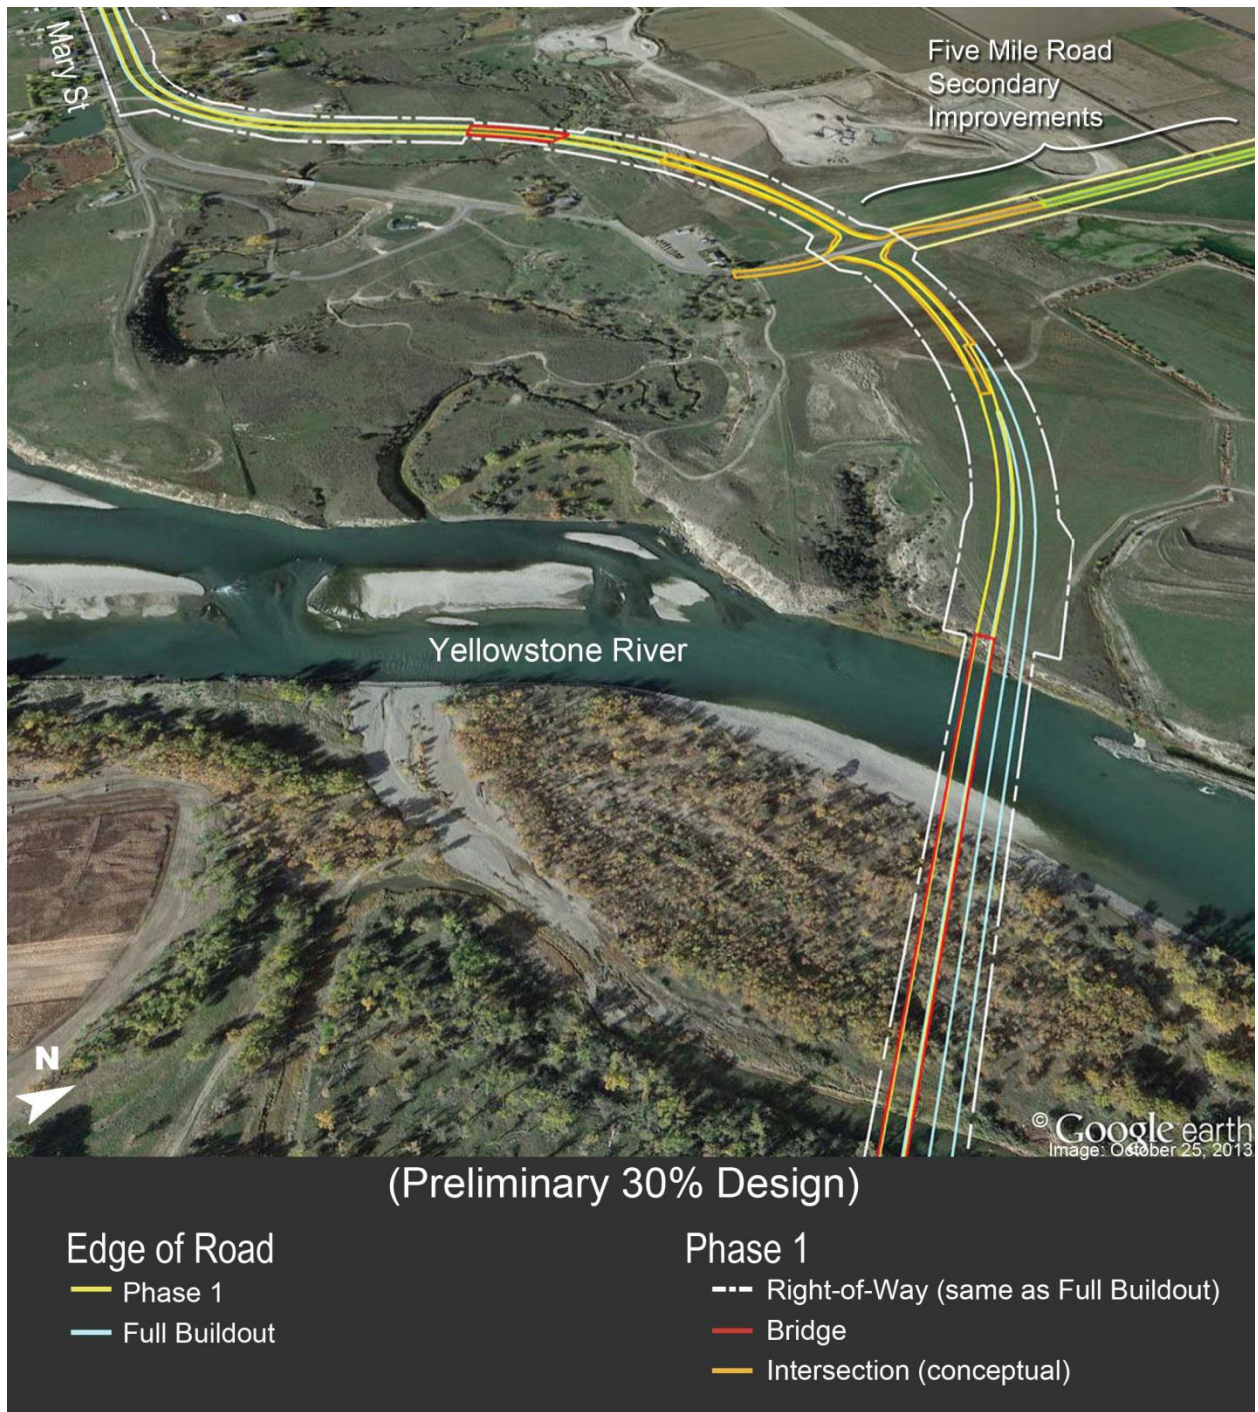 Mary St
Five Mile Road
Secondary
Improvements
Yellowstone River
N
© Google earth
Image: October 25, 2013
(Preliminary 30% Design)
Edge of Road
Phase 1
Full Buildout
Phase 1
Right-of-Way (same as Full Buildout)
Bridge
Intersection (conceptual)